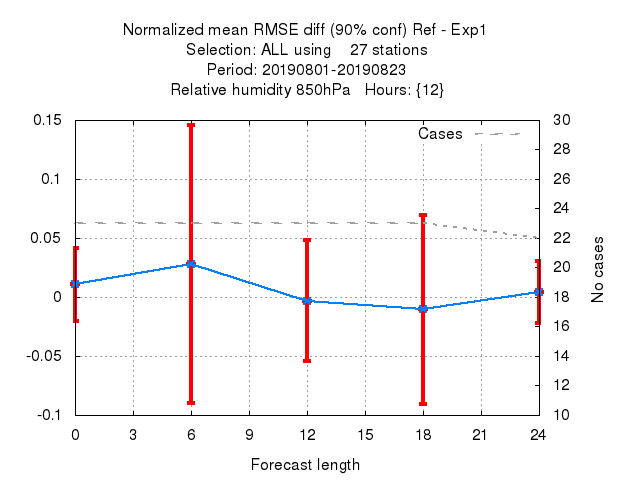 Normalized mean RMSE diff (90% conf) Ref - Exp1
Selection: ALL using    27 stations
Period: 20190801-20190823
Relative humidity 850hPa   Hours: {12}
Cases
0.15
0.1
0.05
0
-0.05
-0.1
30
28
26
24
22
20
18
16
14
12
10
No cases
0 3 6 9 12 15 18 21 24
Forecast length